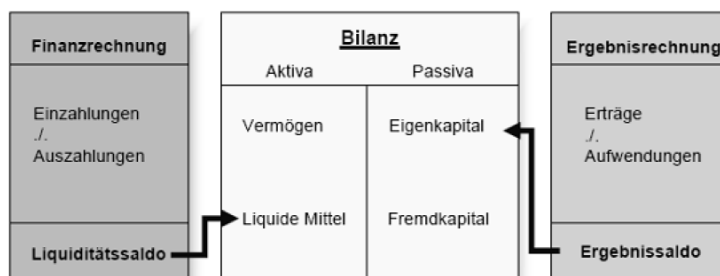 Finanzrechnung
Einzahlungen
./.
Auszahlungen
Liquiditätssaldo
Bilanz
Aktiva Passiva
Vermögen Eigenkapital
Liquide Mittel Fremdkapital
Ergebnisrechnung
Erträge
./.
Aufwendungen
Ergebnissaldo